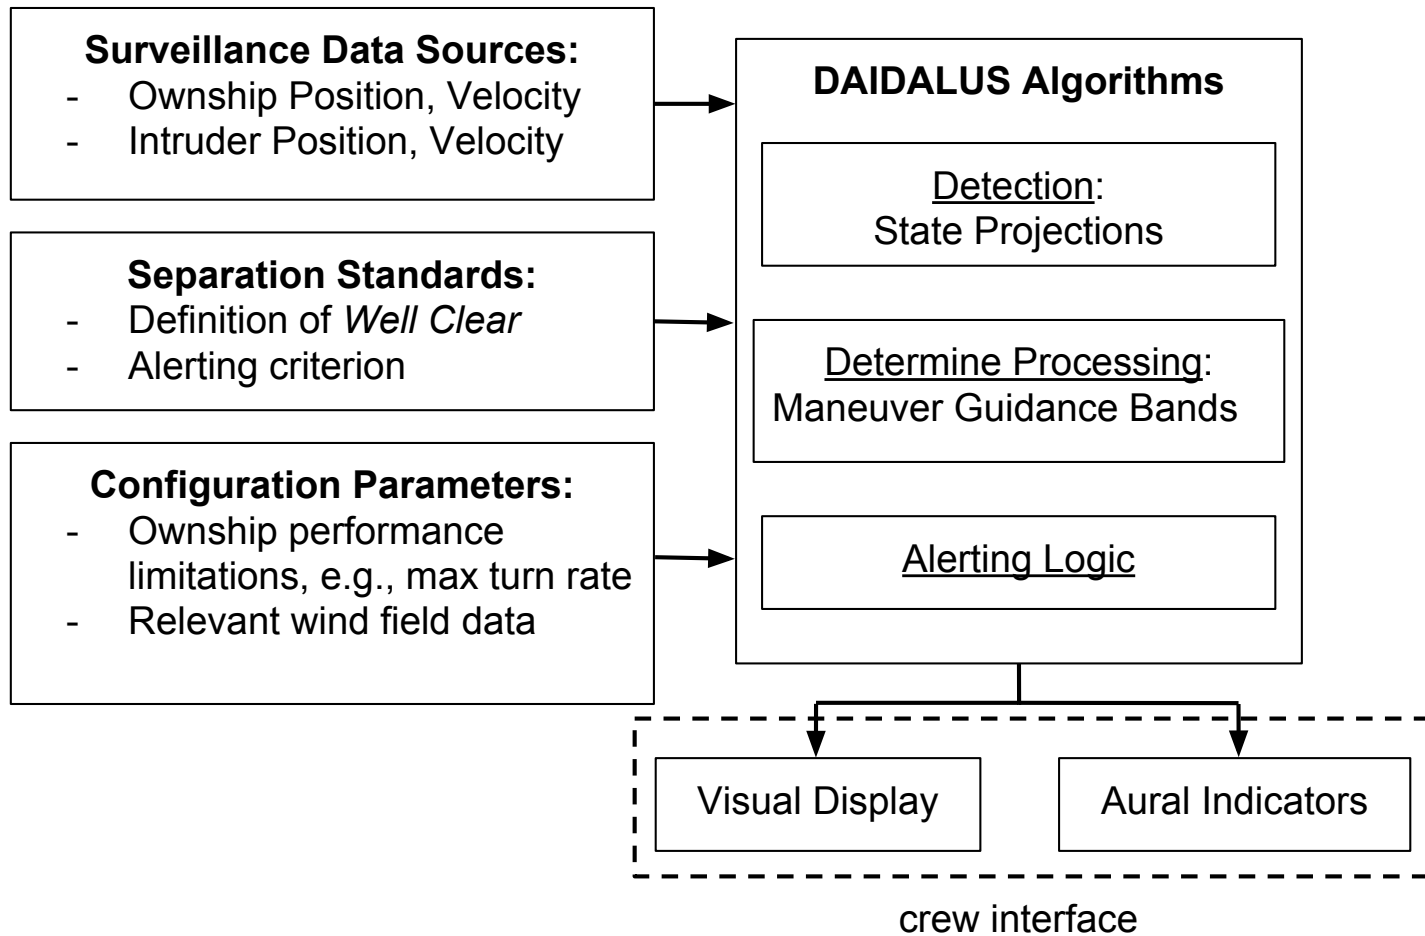 Surveillance Data Sources:
- Ownship Position, Velocity
- Intruder Position, Velocity
Separation Standards:
- Definition of Well Clear
- Alerting criterion
Configuration Parameters:
- Ownship performance
limitations, e.g., max turn rate
- Relevant wind field data
DAIDALUS Algorithms
Detection:
State Projections
Determine Processing:
Maneuver Guidance Bands
Alerting Logic
Visual Display
Aural Indicators
crew interface